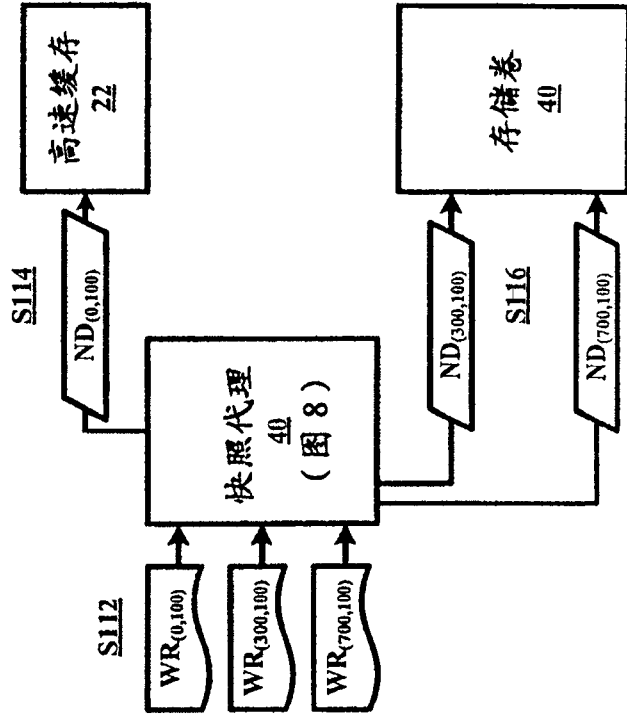 S112
WR(0,100)
WR(300,100)
WR(700,100)
快照代理
40
(图 8)
S114
ND(0,100)
高速缓存
22
ND(300,100)
S116
ND(700,100)
存储卷
40